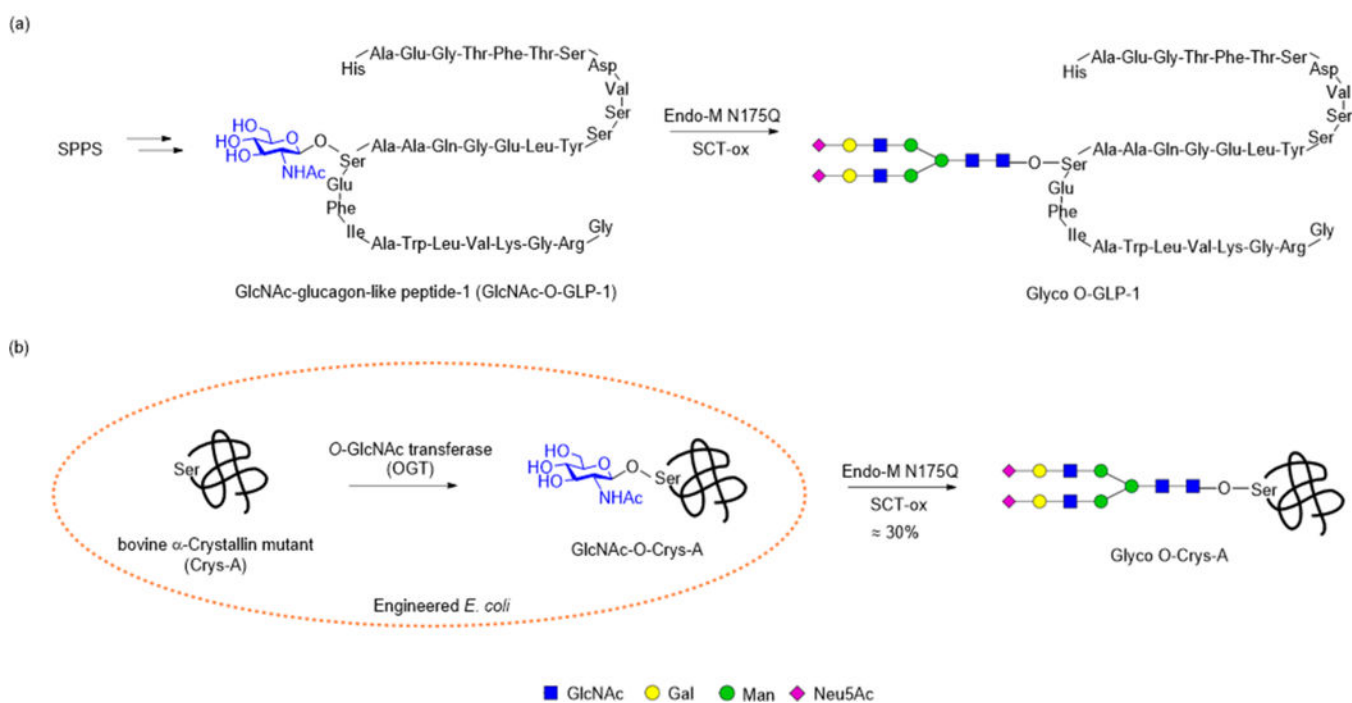 (a)
His Ala-Glu-Gly-Thr-Phe-Thr-Ser Asp
Val
Ser
Ser
SPPS
HO
HO
HO
O
O
NHAc
Ser Ala-Ala-Gln-Gly-Glu-Leu-Tyr
Glu
Phe
Ile Ala-Trp-Leu-Val-Lys-Gly-Arg Gly
GlcNAc-glucagon-like peptide-1 (GlcNAc-O-GLP-1)
Endo-M N175Q
SCT-ox
His Ala-Glu-Gly-Thr-Phe-Thr-Ser Asp
Val
Ser
Ser
O Ser Ala-Ala-Gln-Gly-Glu-Leu-Tyr
Glu
Phe
Ile Ala-Trp-Leu-Val-Lys-Gly-Arg Gly
Glyco O-GLP-1
(b)
Ser
bovine α-Crystallin mutant
(Crys-A)
O-GlcNAc transferase
(OGT)
HO
HO
HO
O
O
NHAc
Ser
GlcNAc-O-Crys-A
Engineered E. coli
Endo-M N175Q
SCT-ox
≈ 30%
O Ser
Glyco O-Crys-A
GlcNAc Gal Man Neu5Ac